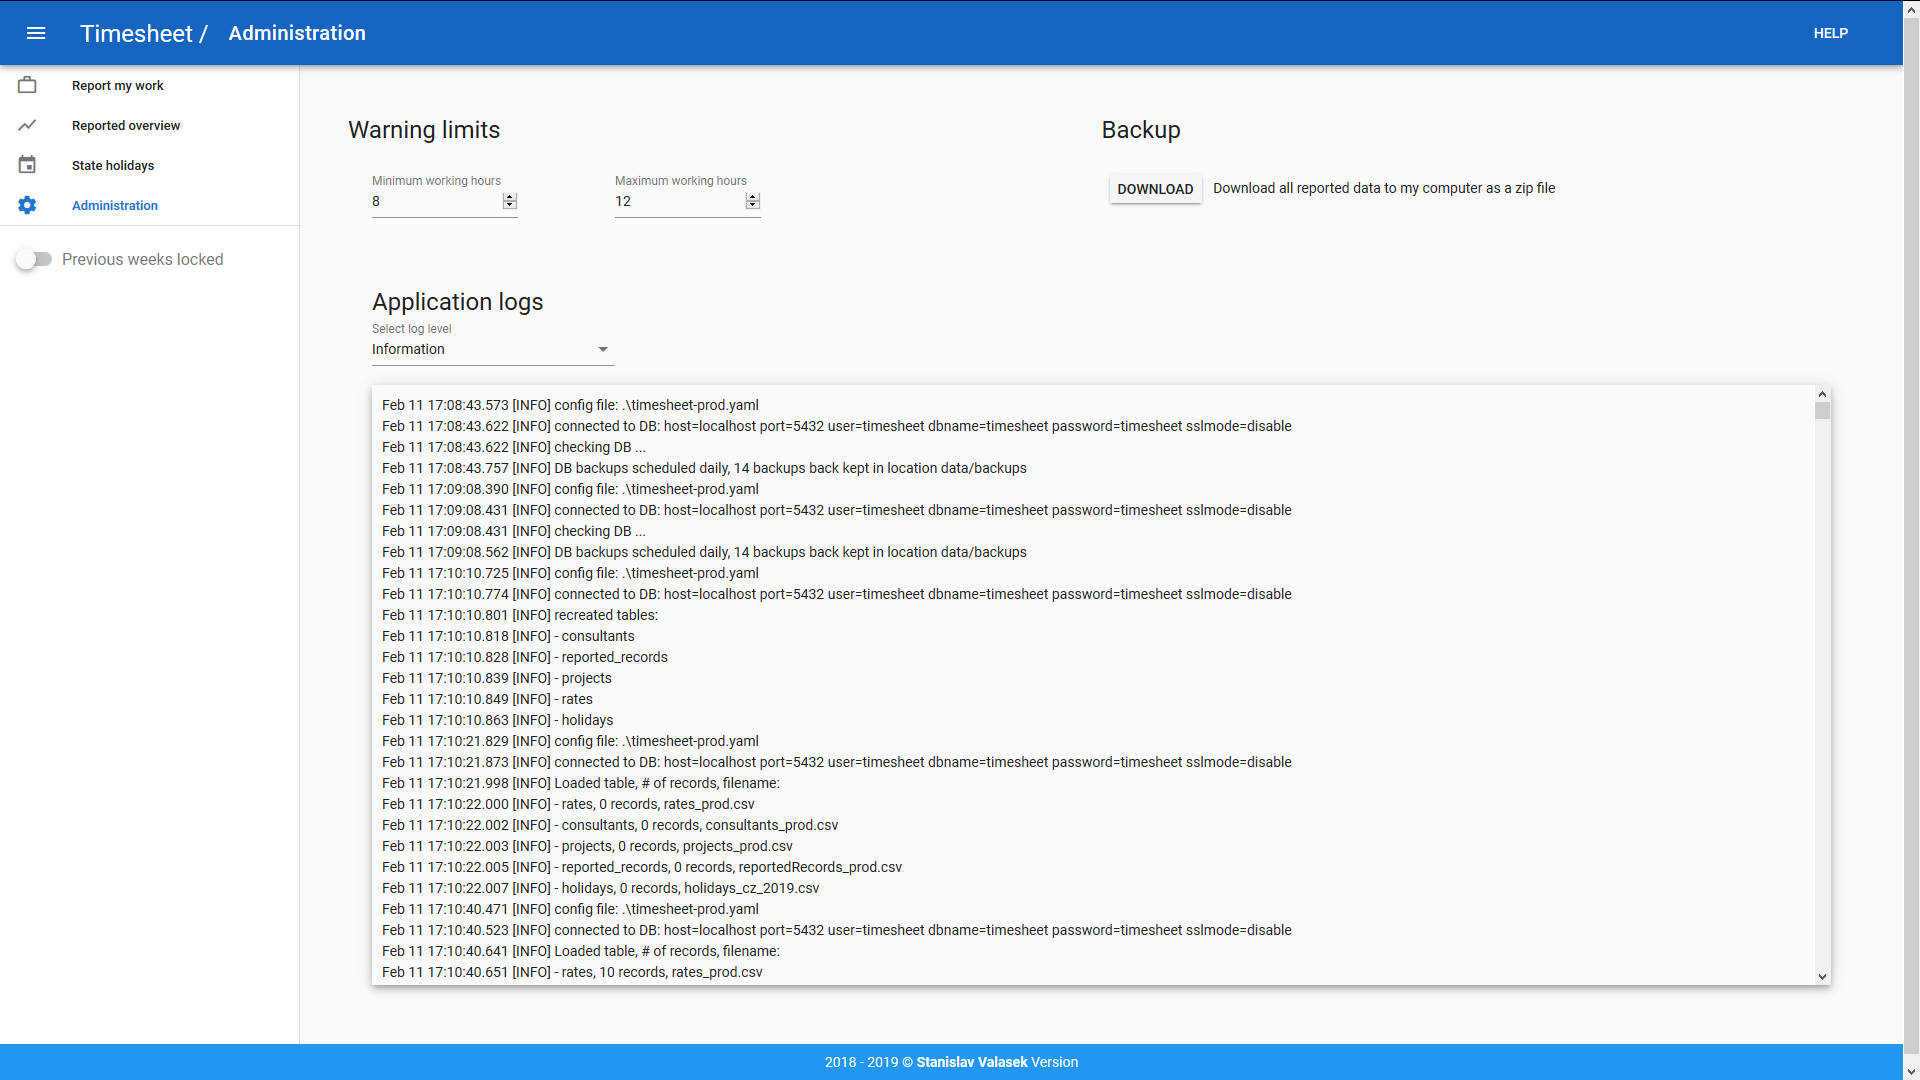 Timesheet / Administration
HELP
Report my work
Reported overview
State holidays
Administration
Previous weeks locked
Warning limits
Minimum working hours
8
Maximum working hours
12
Backup
DOWNLOAD Download all reported data to my computer as a zip file
Application logs
Select log level
Information
Feb 11 17:08:43.573 [INFO] config file: .\timesheet-prod.yaml
Feb 11 17:08:43.622 [INFO] connected to DB: host=localhost port=5432 user=timesheet dbname=timesheet password=timesheet sslmode=disable
Feb 11 17:08:43.622 [INFO] checking DB ...
Feb 11 17:08:43.757 [INFO] DB backups scheduled daily, 14 backups back kept in location data/backups
Feb 11 17:09:08.390 [INFO] config file: .\timesheet-prod.yaml
Feb 11 17:09:08.431 [INFO] connected to DB: host=localhost port=5432 user=timesheet dbname=timesheet password=timesheet sslmode=disable
Feb 11 17:09:08.431 [INFO] checking DB ...
Feb 11 17:09:08.562 [INFO] DB backups scheduled daily, 14 backups back kept in location data/backups
Feb 11 17:10:10.725 [INFO] config file: .\timesheet-prod.yaml
Feb 11 17:10:10.774 [INFO] connected to DB: host=localhost port=5432 user=timesheet dbname=timesheet password=timesheet sslmode=disable
Feb 11 17:10:10.801 [INFO] recreated tables:
Feb 11 17:10:10.818 [INFO] - consultants
Feb 11 17:10:10.828 [INFO] - reported_records
Feb 11 17:10:10.839 [INFO] - projects
Feb 11 17:10:10.849 [INFO] - rates
Feb 11 17:10:10.863 [INFO] - holidays
Feb 11 17:10:21.829 [INFO] config file: .\timesheet-prod.yaml
Feb 11 17:10:21.873 [INFO] connected to DB: host=localhost port=5432 user=timesheet dbname=timesheet password=timesheet sslmode=disable
Feb 11 17:10:21.998 [INFO] Loaded table, # of records, filename:
Feb 11 17:10:22.000 [INFO] - rates, 0 records, rates_prod.csv
Feb 11 17:10:22.002 [INFO] - consultants, 0 records, consultants_prod.csv
Feb 11 17:10:22.003 [INFO] - projects, 0 records, projects_prod.csv
Feb 11 17:10:22.005 [INFO] - reported_records, 0 records, reportedRecords_prod.csv
Feb 11 17:10:22.007 [INFO] - holidays, 0 records, holidays_cz_2019.csv
Feb 11 17:10:40.471 [INFO] config file: .\timesheet-prod.yaml
Feb 11 17:10:40.523 [INFO] connected to DB: host=localhost port=5432 user=timesheet dbname=timesheet password=timesheet sslmode=disable
Feb 11 17:10:40.641 [INFO] Loaded table, # of records, filename:
Feb 11 17:10:40.651 [INFO] - rates, 10 records, rates_prod.csv
2018 - 2019 © Stanislav Valasek Version